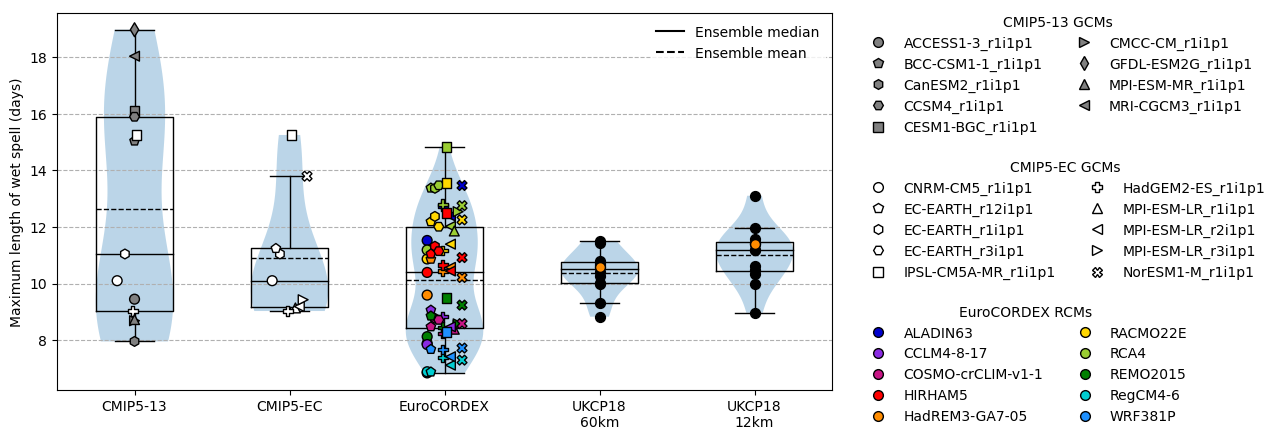 Maximum length of wet spell (days)
18
16
14
12
10
8
Ensemble median
Ensemble mean
CMIP5-13
CMIP5-EC
EuroCORDEX
UKCP18
60km
UKCP18
12km
CMIP5-13 GCMs
ACCESS1-3_r1i1p1
BCC-CSM1-1_r1i1p1
CanESM2_r1i1p1
CCSM4_r1i1p1
CESM1-BGC_r1i1p1
CMCC-CM_r1i1p1
GFDL-ESM2G_r1i1p1
MPI-ESM-MR_r1i1p1
MRI-CGCM3_r1i1p1
CMIP5-EC GCMs
CNRM-CM5_r1i1p1
EC-EARTH_r12i1p1
EC-EARTH_r1i1p1
EC-EARTH_r3i1p1
IPSL-CM5A-MR_r1i1p1
HadGEM2-ES_r1i1p1
MPI-ESM-LR_r1i1p1
MPI-ESM-LR_r2i1p1
MPI-ESM-LR_r3i1p1
NorESM1-M_r1i1p1
EuroCORDEX RCMs
ALADIN63
CCLM4-8-17
COSMO-crCLIM-v1-1
HIRHAM5
HadREM3-GA7-05
RACMO22E
RCA4
REMO2015
RegCM4-6
WRF381P